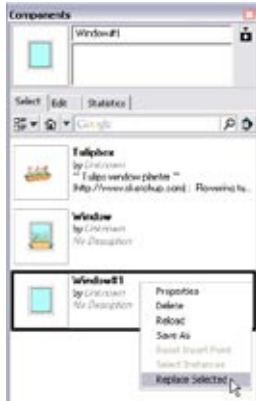 Components
Window#1
Select Edit Statistics
Google
Tulipbox
by Unknown
"" Tulips window planter ""
(http://www.sketchup.com) : Flowering tu...
Window
by Unknown
No Description
Window#1
by Unknown
No Description
Properties
Delete
Reload
Save As
Reset Insert Point
Select Instances
Replace Selected